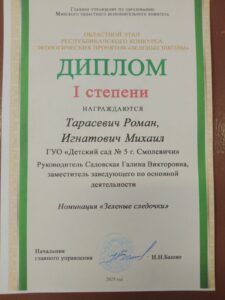 Главное управление по образованию
Минского областного исполнительного комитета
ОБЛАСТНОЙ ЭТАП
РЕСПУБЛИКАНСКОГО КОНКУРСА
ЭКОЛОГИЧЕСКИХ ПРОЕКТОВ «ЗЕЛЕНЫЕ ШКОЛЫ»
ДИПЛОМ
I степени
НАГРАЖДАЮТСЯ
Тарасевич Роман,
Игнатович Михаил
ГУО «Детский сад № 5 г. Смолевичи»
Руководитель Садовская Галина Викторовна,
заместитель заведующего по основной
деятельности
Номинация «Зеленые следочки»
Начальник
главного управления
Н.Н.Башко
2025 год